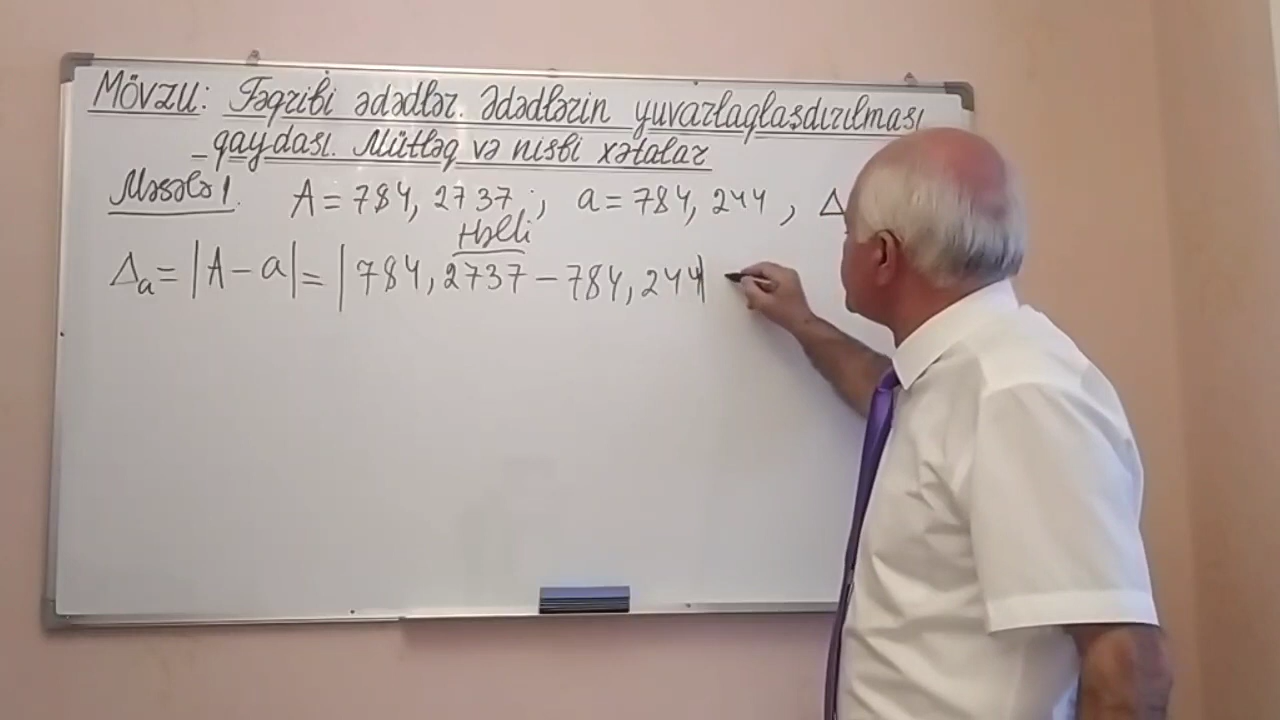 MÖVZU: Təqribi ədədlər. Ədədlərin yuvarlaqlaşdırılması
qaydası. Mütləq və nisbi xətalar
Məsələ 1. A = 784,2737 ; a = 784,244 , Δ
Həlli
Δa = |A - a| = |784,2737 - 784,244|